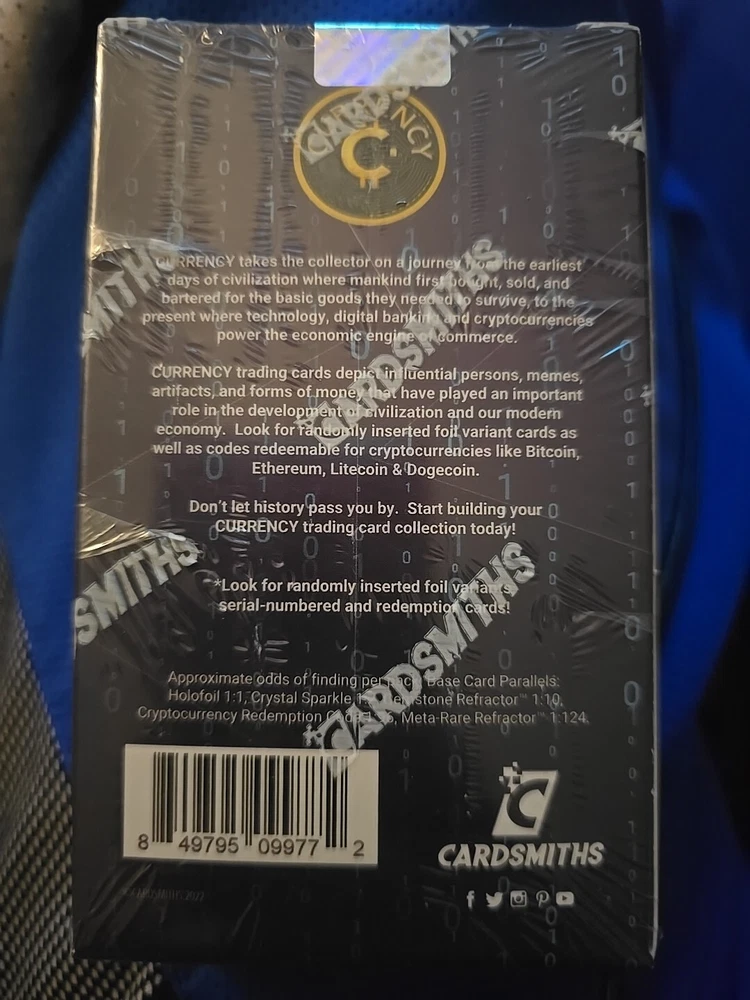 CURRENCY takes the collector on a journey from the earliest
days of civilization where mankind first bought, sold, and
bartered for the basic goods they needed to survive, to the
present where technology, digital banking and cryptocurrencies
power the economic engine of commerce.
CURRENCY trading cards depict influential persons, memes,
artifacts, and forms of money that have played an important
role in the development of civilization and our modern
economy. Look for randomly inserted foil variant cards as
well as codes redeemable for cryptocurrencies like Bitcoin,
Ethereum, Litecoin & Dogecoin.
Don't let history pass you by. Start building your
CURRENCY trading card collection today!
*Look for randomly inserted foil variants,
serial-numbered and redemption cards!
Approximate odds of finding per pack: Base Card Parallels:
Holofoil 1:1, Crystal Sparkle Gemstone Refractor™ 1:10,
Cryptocurrency Redemption Meta-Rare Refractor™ 1:124.
8 49795 09977 2
CARDSMITHS
CARDSMITHS
CARDSMITHS
SMITHS
SMITHS
©CARDSMITHS 2022